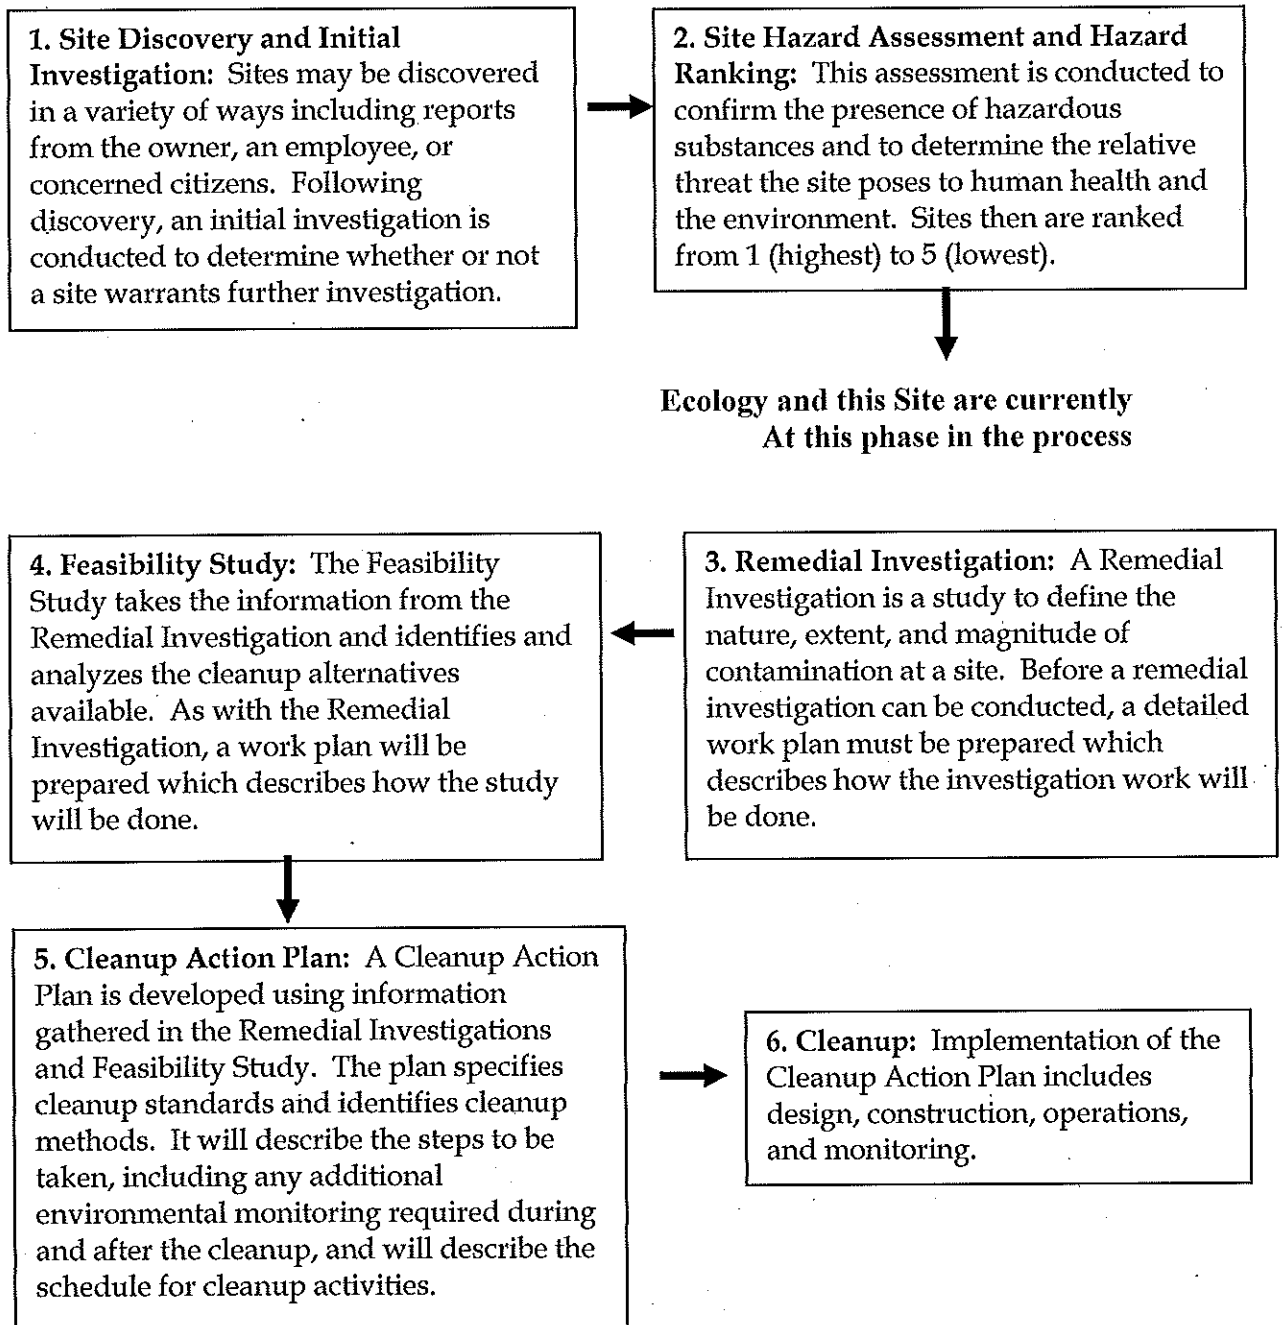 1. Site Discovery and Initial
Investigation: Sites may be discovered
in a variety of ways including reports
from the owner, an employee, or
concerned citizens. Following
discovery, an initial investigation is
conducted to determine whether or not
a site warrants further investigation.
2. Site Hazard Assessment and Hazard
Ranking: This assessment is conducted to
confirm the presence of hazardous
substances and to determine the relative
threat the site poses to human health and
the environment. Sites then are ranked
from 1 (highest) to 5 (lowest).
Ecology and this Site are currently
At this phase in the process
3. Remedial Investigation: A Remedial
Investigation is a study to define the
nature, extent, and magnitude of
contamination at a site. Before a remedial
investigation can be conducted, a detailed
work plan must be prepared which
describes how the investigation work will
be done.
4. Feasibility Study: The Feasibility
Study takes the information from the
Remedial Investigation and identifies and
analyzes the cleanup alternatives
available. As with the Remedial
Investigation, a work plan will be
prepared which describes how the study
will be done.
5. Cleanup Action Plan: A Cleanup Action
Plan is developed using information
gathered in the Remedial Investigations
and Feasibility Study. The plan specifies
cleanup standards and identifies cleanup
methods. It will describe the steps to be
taken, including any additional
environmental monitoring required during
and after the cleanup, and will describe the
schedule for cleanup activities.
6. Cleanup: Implementation of the
Cleanup Action Plan includes
design, construction, operations,
and monitoring.